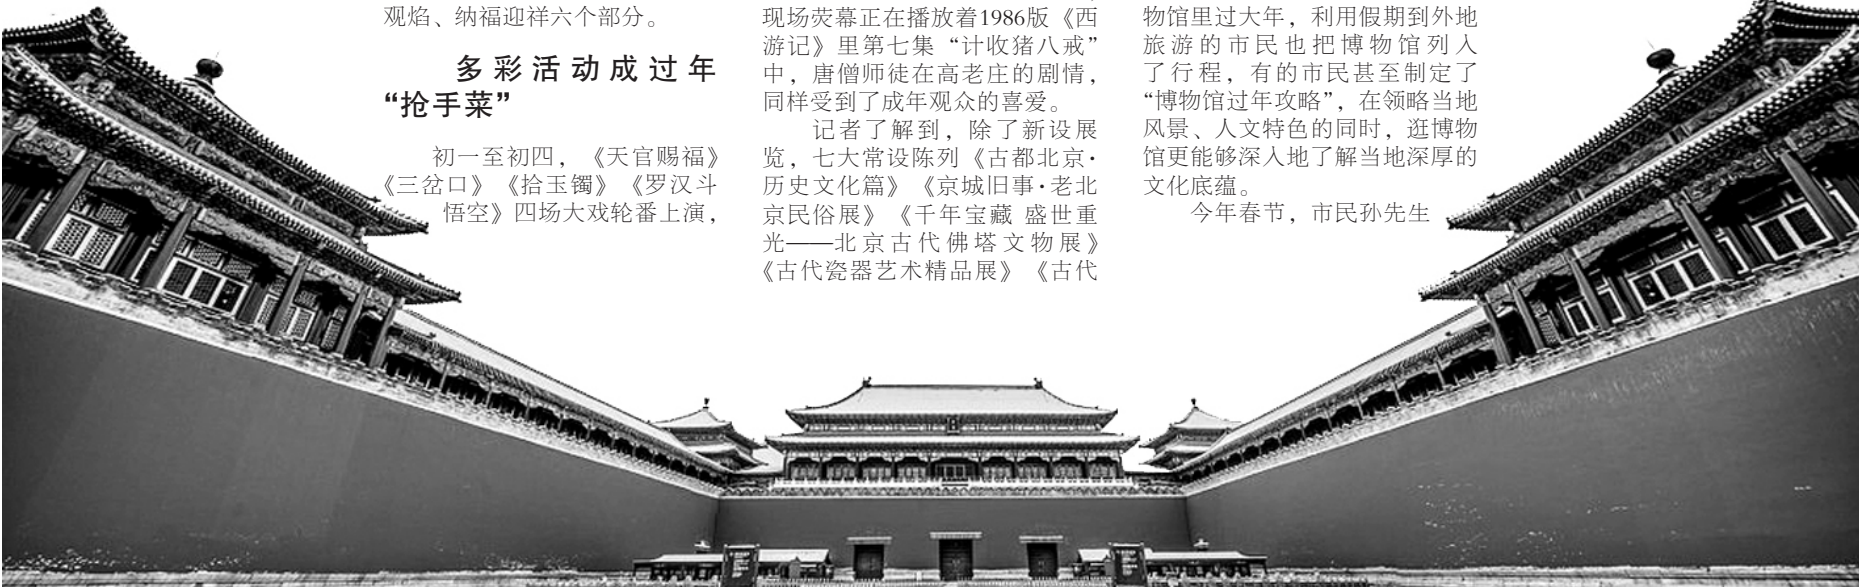 观焰、纳福迎祥六个部分。
多彩活动成过年
“抢手菜”
初一至初四，《天官赐福》
《三岔口》《拾玉镯》《罗汉斗
悟空》四场大戏轮番上演，
现场荧幕正在播放着1986版《西
游记》里第七集“计收猪八戒”
中，唐僧师徒在高老庄的剧情，
同样受到了成年观众的喜爱。
记者了解到，除了新设展
览，七大常设陈列《古都北京·
历史文化篇》《京城旧事·老北
京民俗展》《千年宝藏 盛世重
光——北京古代佛塔文物展》
《古代瓷器艺术精品展》《古代
物馆里过大年，利用假期到外地
旅游的市民也把博物馆列入
了行程，有的市民甚至制定了
“博物馆过年攻略”，在领略当地
风景、人文特色的同时，逛博物
馆更能够深入地了解当地深厚的
文化底蕴。
今年春节，市民孙先生